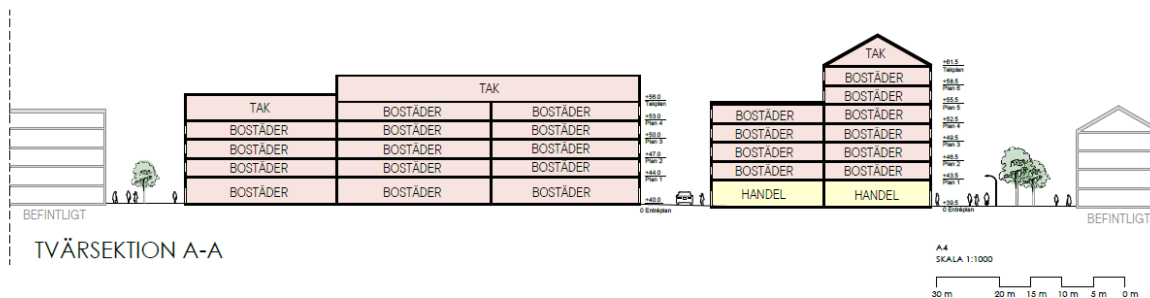 TAK
TAK
BOSTÄDER
BOSTÄDER
BOSTÄDER
BOSTÄDER
BOSTÄDER
BOSTÄDER
BOSTÄDER
BOSTÄDER
BOSTÄDER
BOSTÄDER
BOSTÄDER
BOSTÄDER
BOSTÄDER
BOSTÄDER
+56.0
Takplan
+53.0
Plan 4
+50.0
Plan 3
+47.0
Plan 2
+44.0
Plan 1
+40.0
0 Entréplan
TAK
BOSTÄDER
BOSTÄDER
BOSTÄDER
BOSTÄDER
BOSTÄDER
BOSTÄDER
BOSTÄDER
BOSTÄDER
BOSTÄDER
BOSTÄDER
HANDEL
HANDEL
+61.5
Takplan
+58.5
Plan 6
+55.5
Plan 5
+52.5
Plan 4
+49.5
Plan 3
+46.5
Plan 2
+43.5
Plan 1
+39.5
0 Entréplan
BEFINTLIGT
BEFINTLIGT
TVÄRSEKTION A-A
A4
SKALA 1:1000
30 m 20 m 15 m 10 m 5 m 0 m